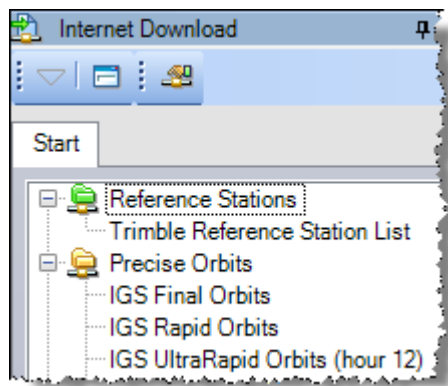 Internet Download
Start
Reference Stations
Trimble Reference Station List
Precise Orbits
IGS Final Orbits
IGS Rapid Orbits
IGS UltraRapid Orbits (hour 12)